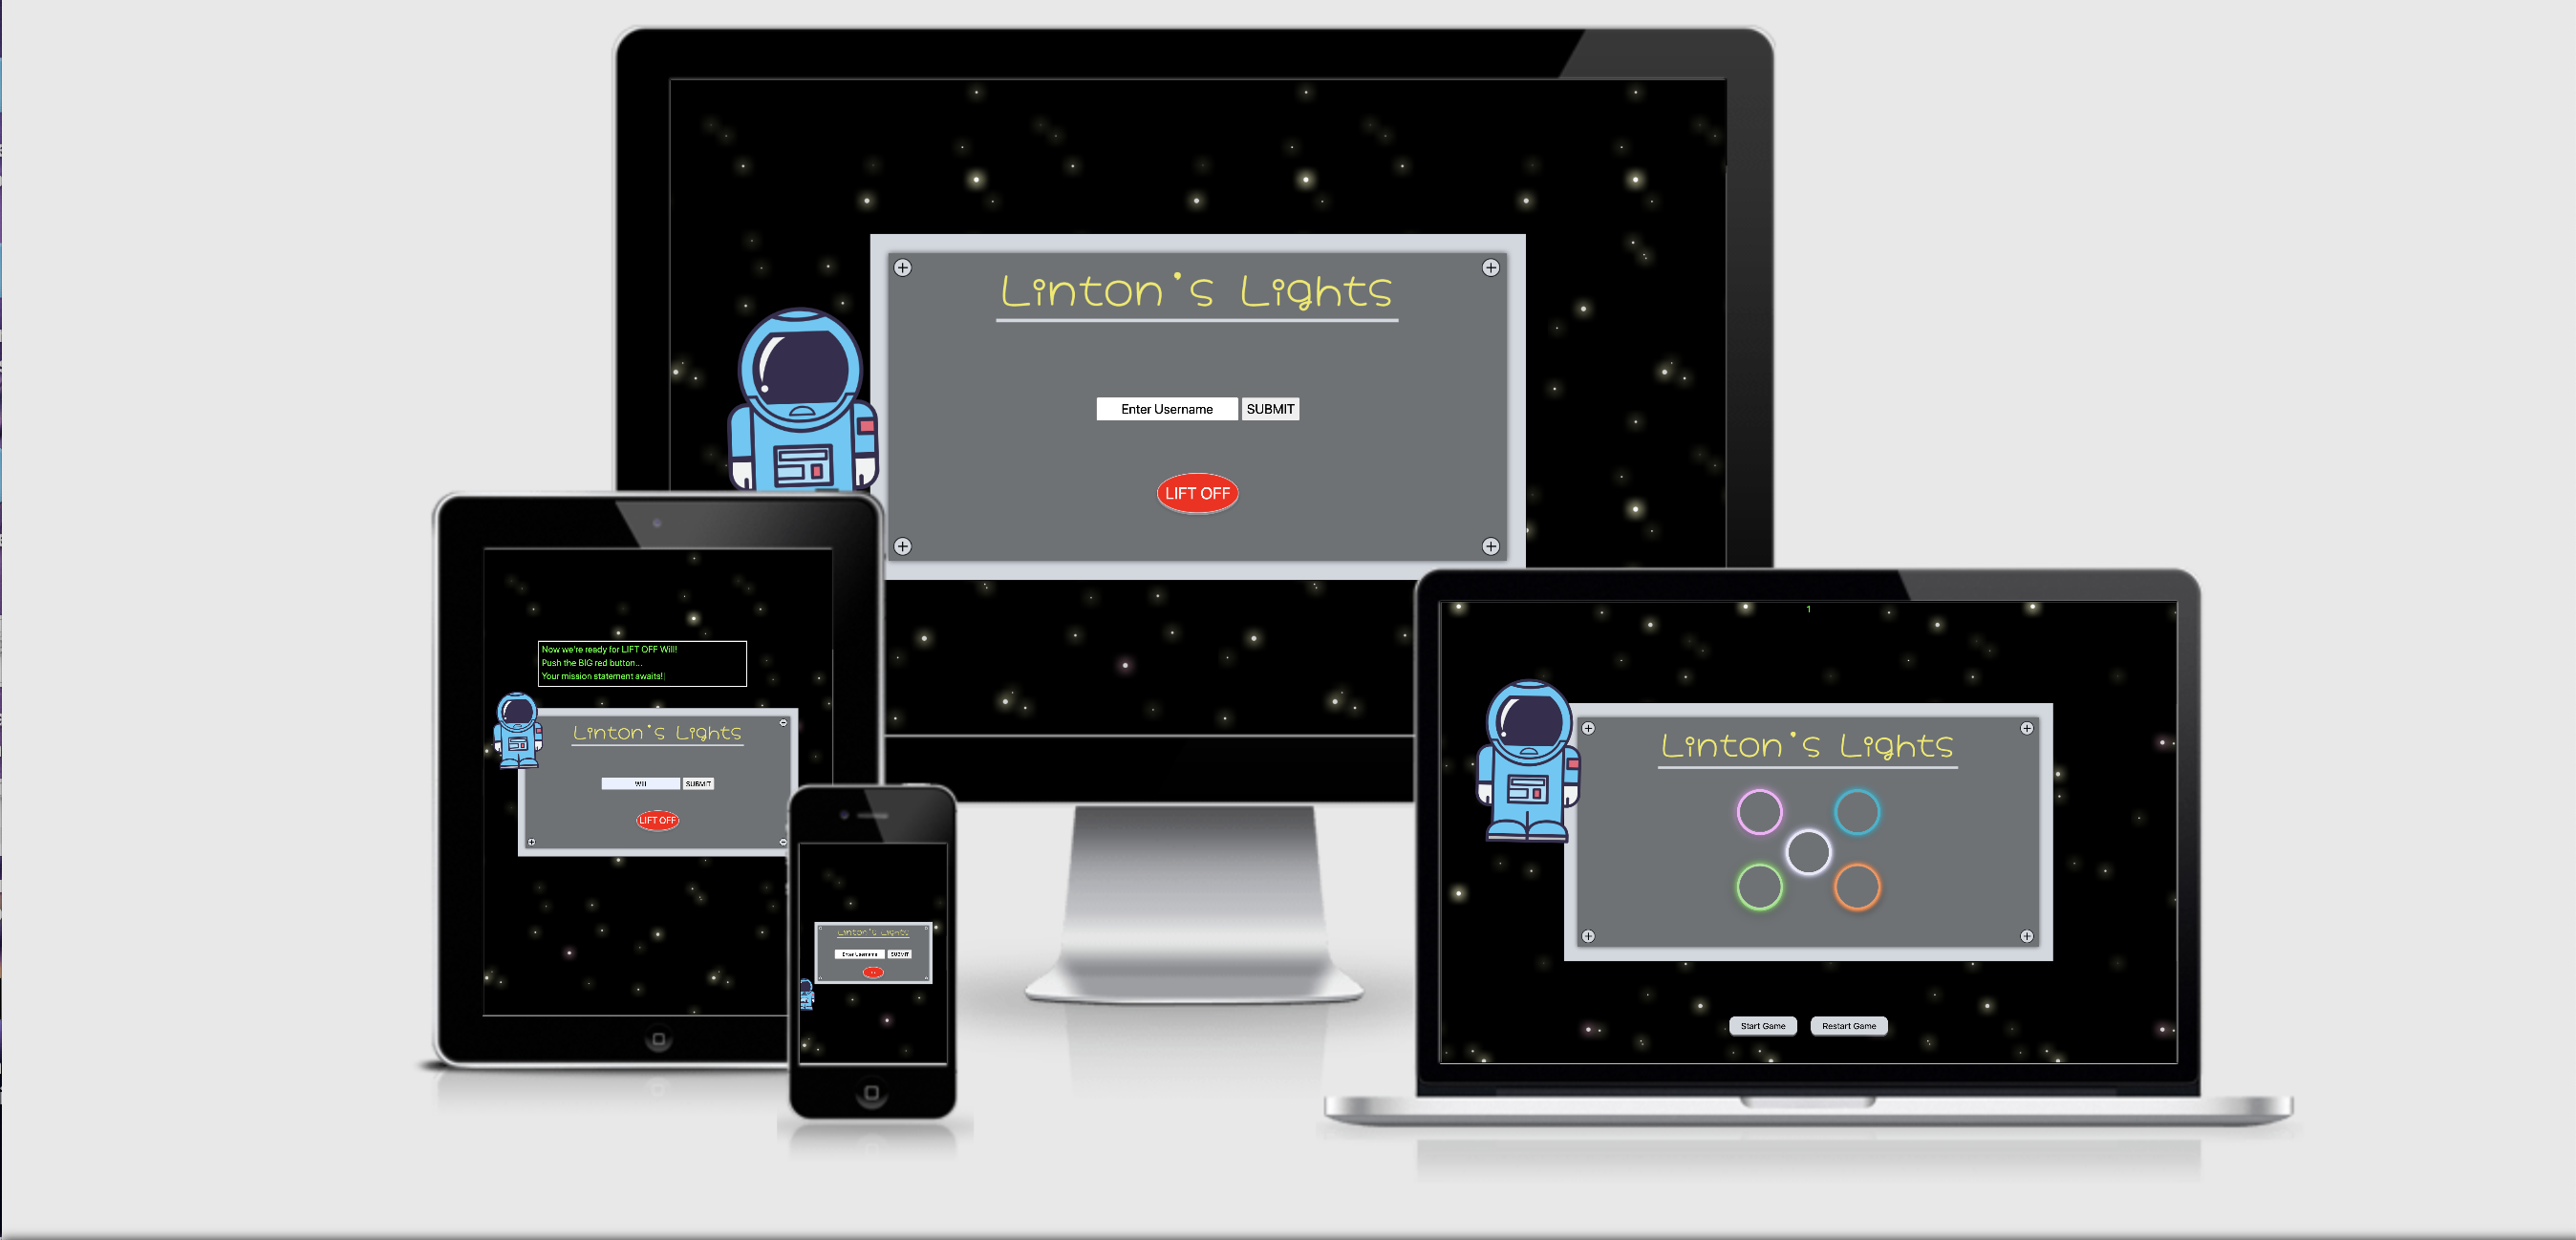 Linton's Lights
Enter Username SUBMIT
LIFT OFF
Now we're ready for LIFT OFF Will!
Push the BIG red button...
Your mission statement awaits!
Linton's Lights
Will SUBMIT
LIFT OFF
Linton's Lights
Enter Username SUBMIT
1
Linton's Lights
Start Game Restart Game